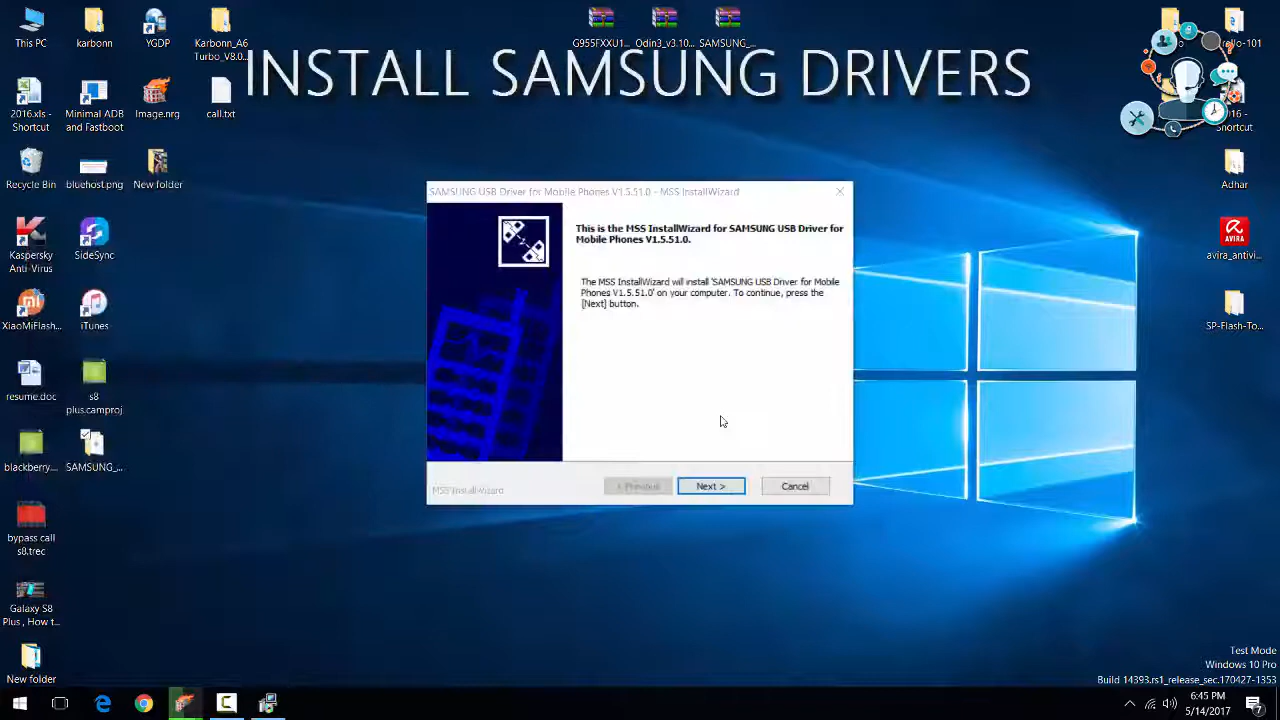 INSTALL SAMSUNG DRIVERS
This PC
karbonn
YGDP
Karbonn_A6
Turbo_V8.0...
G955FXXU1...
Odin3_v3.10...
SAMSUNG_...
2016.xls -
Shortcut
Minimal ADB
and Fastboot
Image.nrg
call.txt
Shortcut
Recycle Bin
bluehost.png
New folder
Adhar
Kaspersky
Anti-Virus
SideSync
avira_antivi...
XiaoMiFlash...
iTunes
SP-Flash-To...
resume.doc
s8
plus.camproj
blackberry...
SAMSUNG_...
bypass call
s8.trec
Galaxy S8
Plus , How t...
New folder
SAMSUNG USB Driver for Mobile Phones V1.5.51.0 - MSS InstallWizard
This is the MSS InstallWizard for SAMSUNG USB Driver for
Mobile Phones V1.5.51.0.
The MSS InstallWizard will install 'SAMSUNG USB Driver for Mobile
Phones V1.5.51.0' on your computer. To continue, press the
[Next] button.
MSS InstallWizard
< Previous
Next >
Cancel
Test Mode
Windows 10 Pro
Build 14393.rs1_release_sec.170427-1353
6:45 PM
5/14/2017
7